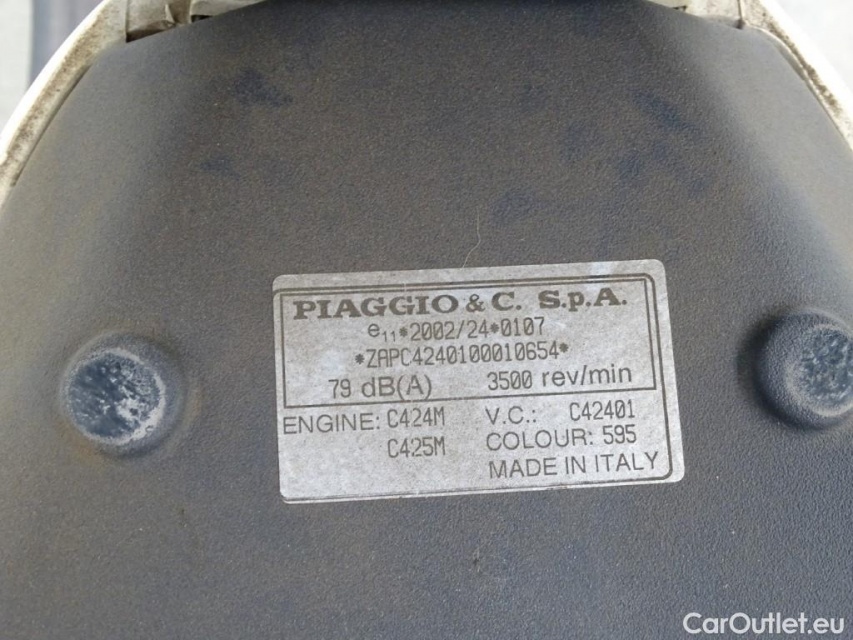 PIAGGIO & C. S.p.A.
e11*2002/24*0107
*ZAPC4240100010654*
79 dB(A) 3500 rev/min
ENGINE: C424M V.C.: C42401
C425M COLOUR: 595
MADE IN ITALY
CarOutlet.eu